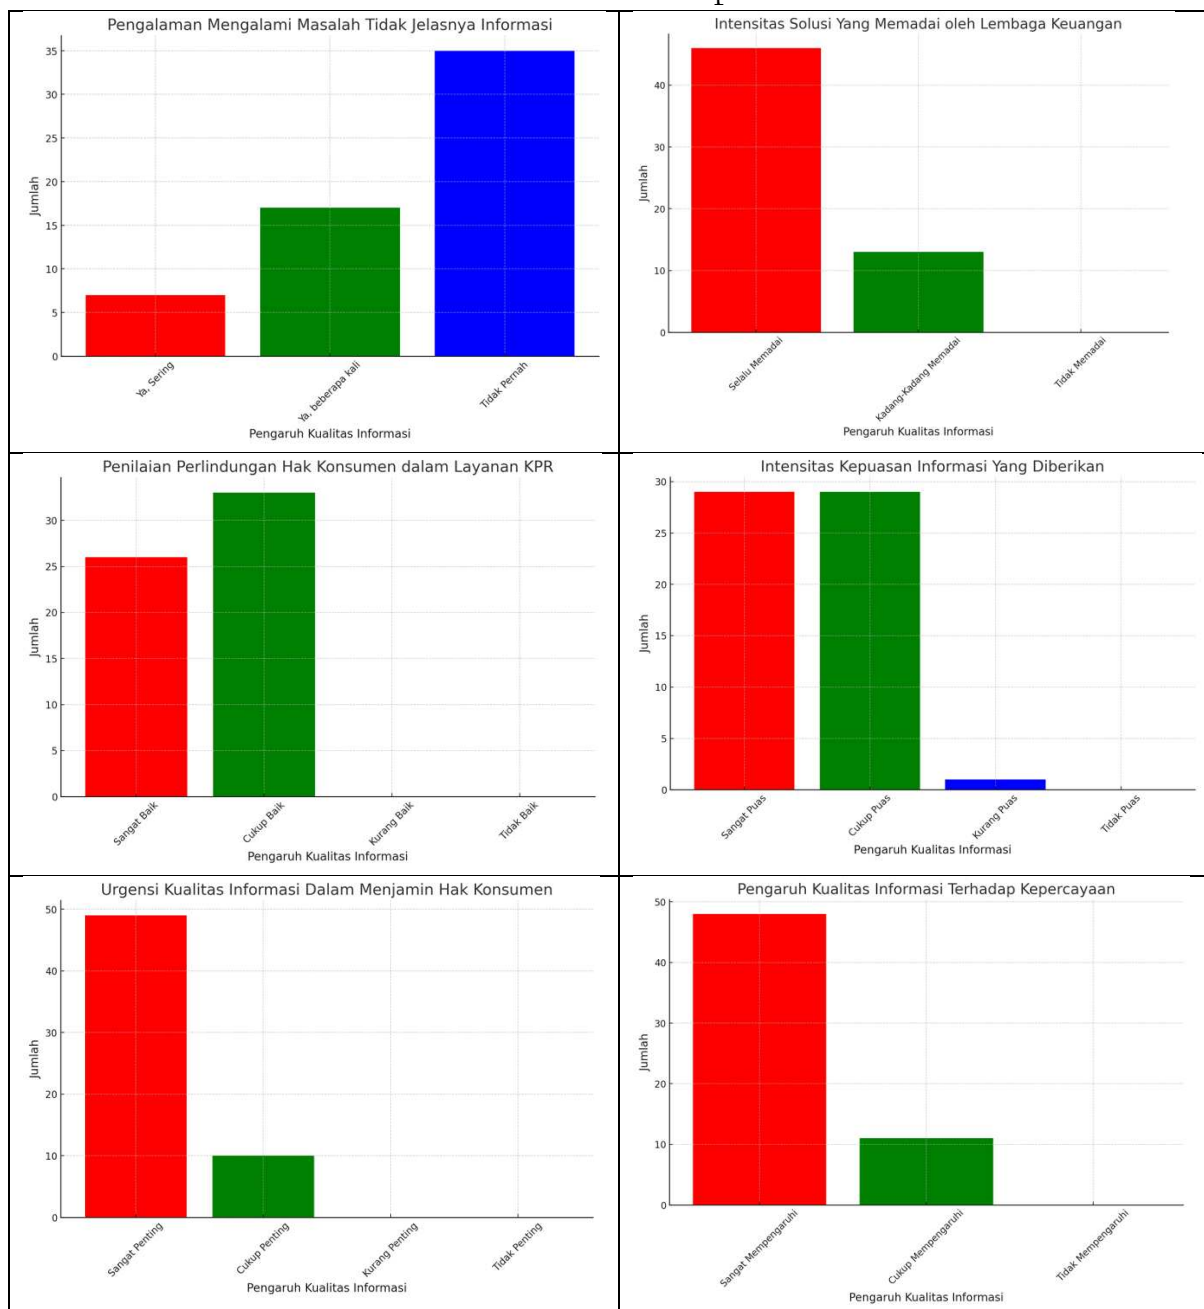 Pengalaman Mengalami Masalah Tidak Jelasnya Informasi
35
30
25
20
15
10
5
0
Jumlah
Ya, Sering
Ya, beberapa kali
Tidak Pernah
Pengaruh Kualitas Informasi
Intensitas Solusi Yang Memadai oleh Lembaga Keuangan
40
30
20
10
0
Jumlah
Selalu Memadai
Kadang-Kadang Memadai
Tidak Memadai
Pengaruh Kualitas Informasi
Penilaian Perlindungan Hak Konsumen dalam Layanan KPR
30
25
20
15
10
5
0
Jumlah
Sangat Baik
Cukup Baik
Kurang Baik
Tidak Baik
Pengaruh Kualitas Informasi
Intensitas Kepuasan Informasi Yang Diberikan
30
25
20
15
10
5
0
Jumlah
Sangat Puas
Cukup Puas
Kurang Puas
Tidak Puas
Pengaruh Kualitas Informasi
Urgensi Kualitas Informasi Dalam Menjamin Hak Konsumen
50
40
30
20
10
0
Jumlah
Sangat Penting
Cukup Penting
Kurang Penting
Tidak Penting
Pengaruh Kualitas Informasi
Pengaruh Kualitas Informasi Terhadap Kepercayaan
50
40
30
20
10
0
Jumlah
Sangat Mempengaruhi
Cukup Mempengaruhi
Tidak Mempengaruhi
Pengaruh Kualitas Informasi